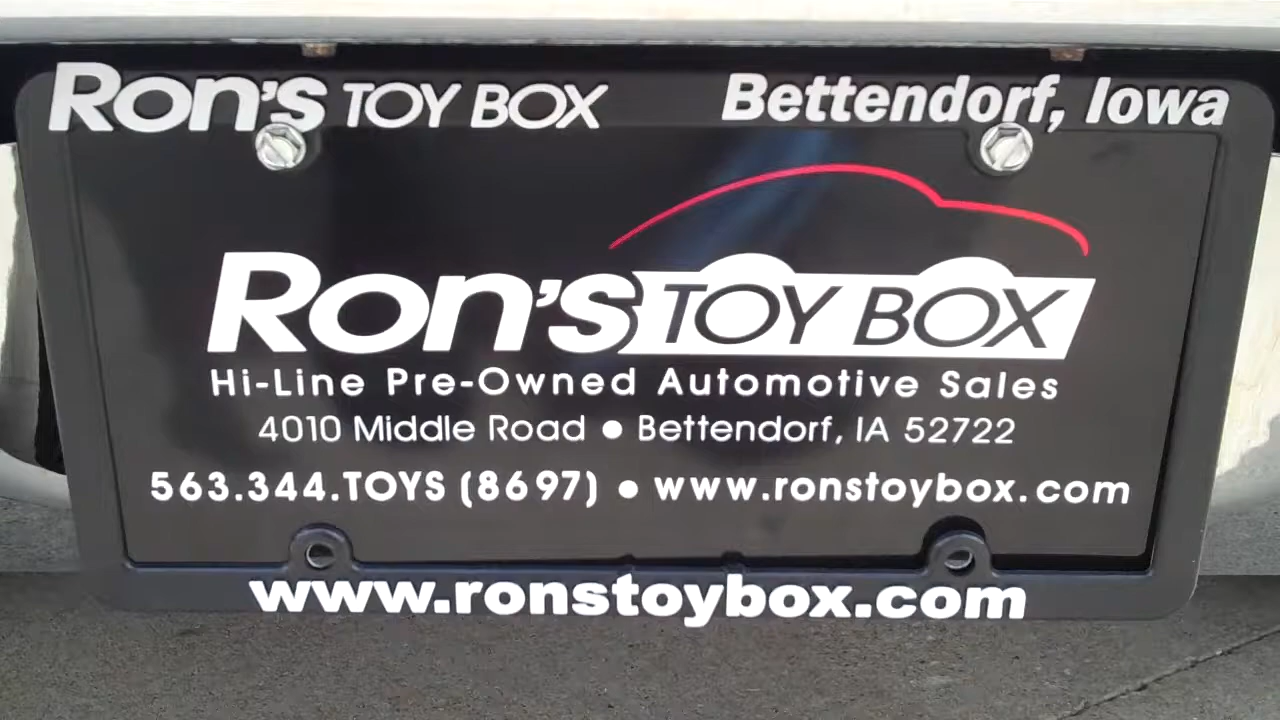 Ron's TOY BOX Bettendorf, Iowa
Ron's TOY BOX
Hi-Line Pre-Owned Automotive Sales
4010 Middle Road • Bettendorf, IA 52722
563.344.TOYS (8697) • www.ronstoybox.com
www.ronstoybox.com